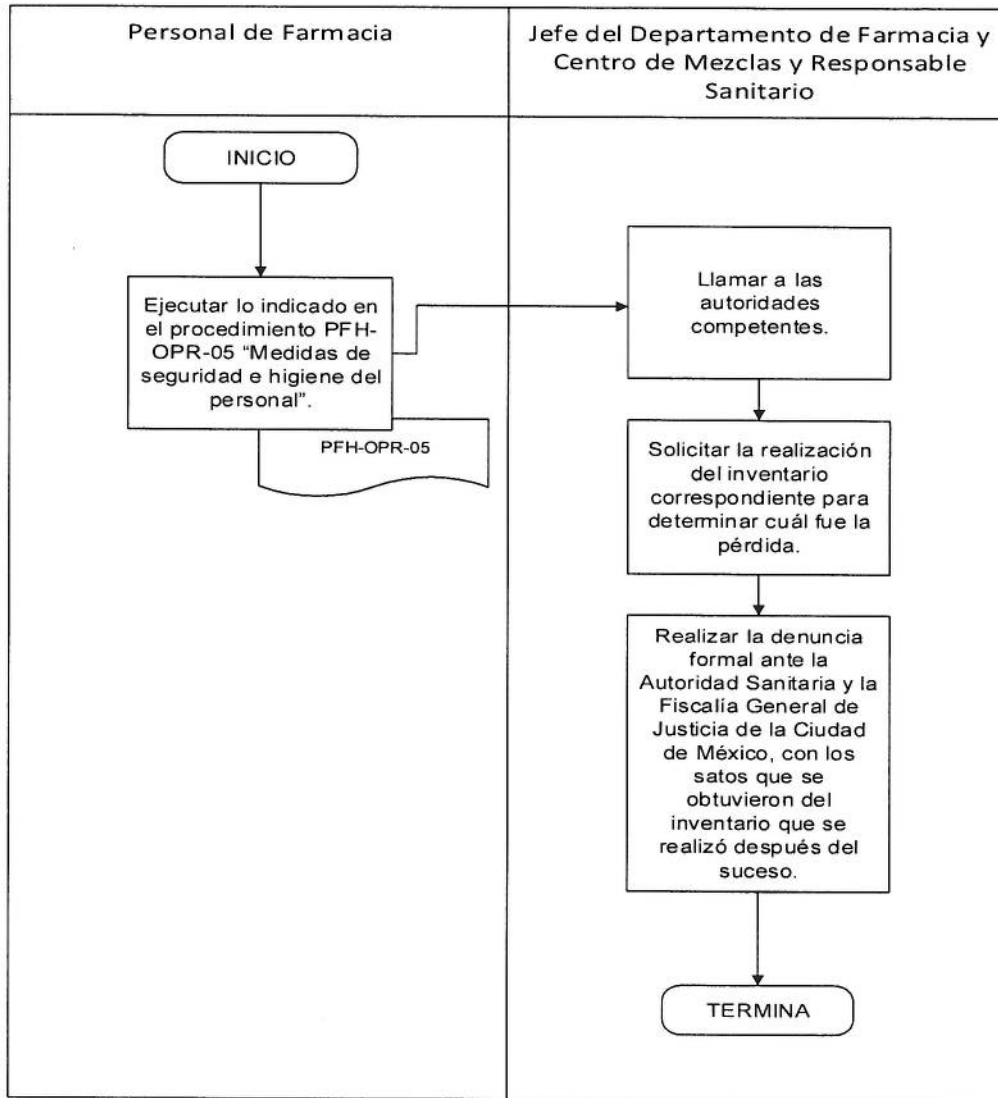 Personal de Farmacia
Jefe del Departamento de Farmacia y
Centro de Mezclas y Responsable
Sanitario
INICIO
Ejecutar lo indicado en
el procedimiento PFH-
OPR-05 “Medidas de
seguridad e higiene del
personal”.
PFH-OPR-05
Llamar a las
autoridades
competentes.
Solicitar la realización
del inventario
correspondiente para
determinar cuál fue la
pérdida.
Realizar la denuncia
formal ante la
Autoridad Sanitaria y la
Fiscalía General de
Justicia de la Ciudad
de México, con los
satos que se
obtuvieron del
inventario que se
realizó después del
suceso.
TERMINA